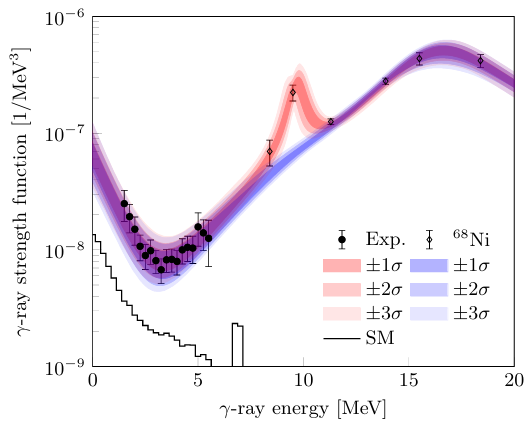 γ-ray strength function [1/MeV³]
10⁻⁶
10⁻⁷
10⁻⁸
10⁻⁹
Exp. ⁶⁸Ni
±1σ ±1σ
±2σ ±2σ
±3σ ±3σ
SM
0 5 10 15 20
γ-ray energy [MeV]